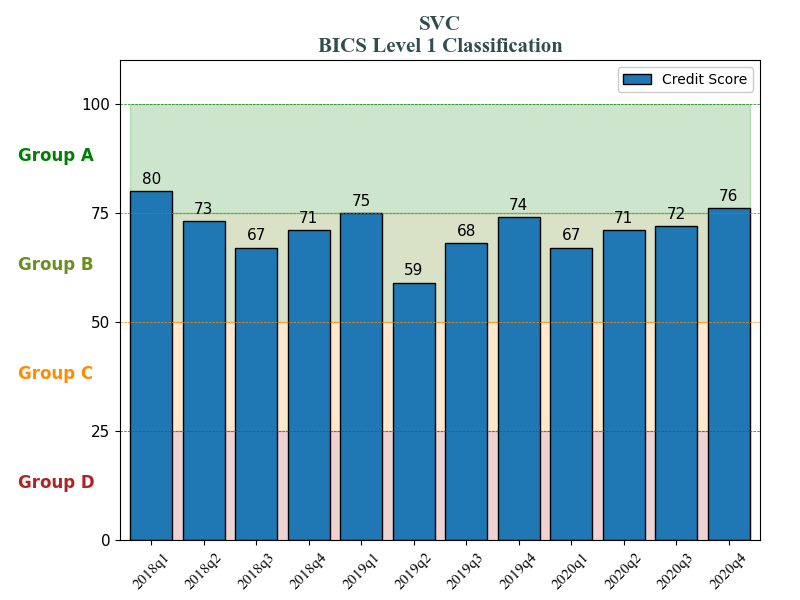 SVC
BICS Level 1 Classification
Credit Score
100
Group A
80
73
67
71
75
59
68
74
67
71
72
76
75
Group B
50
Group C
25
Group D
0
2018q1
2018q2
2018q3
2018q4
2019q1
2019q2
2019q3
2019q4
2020q1
2020q2
2020q3
2020q4